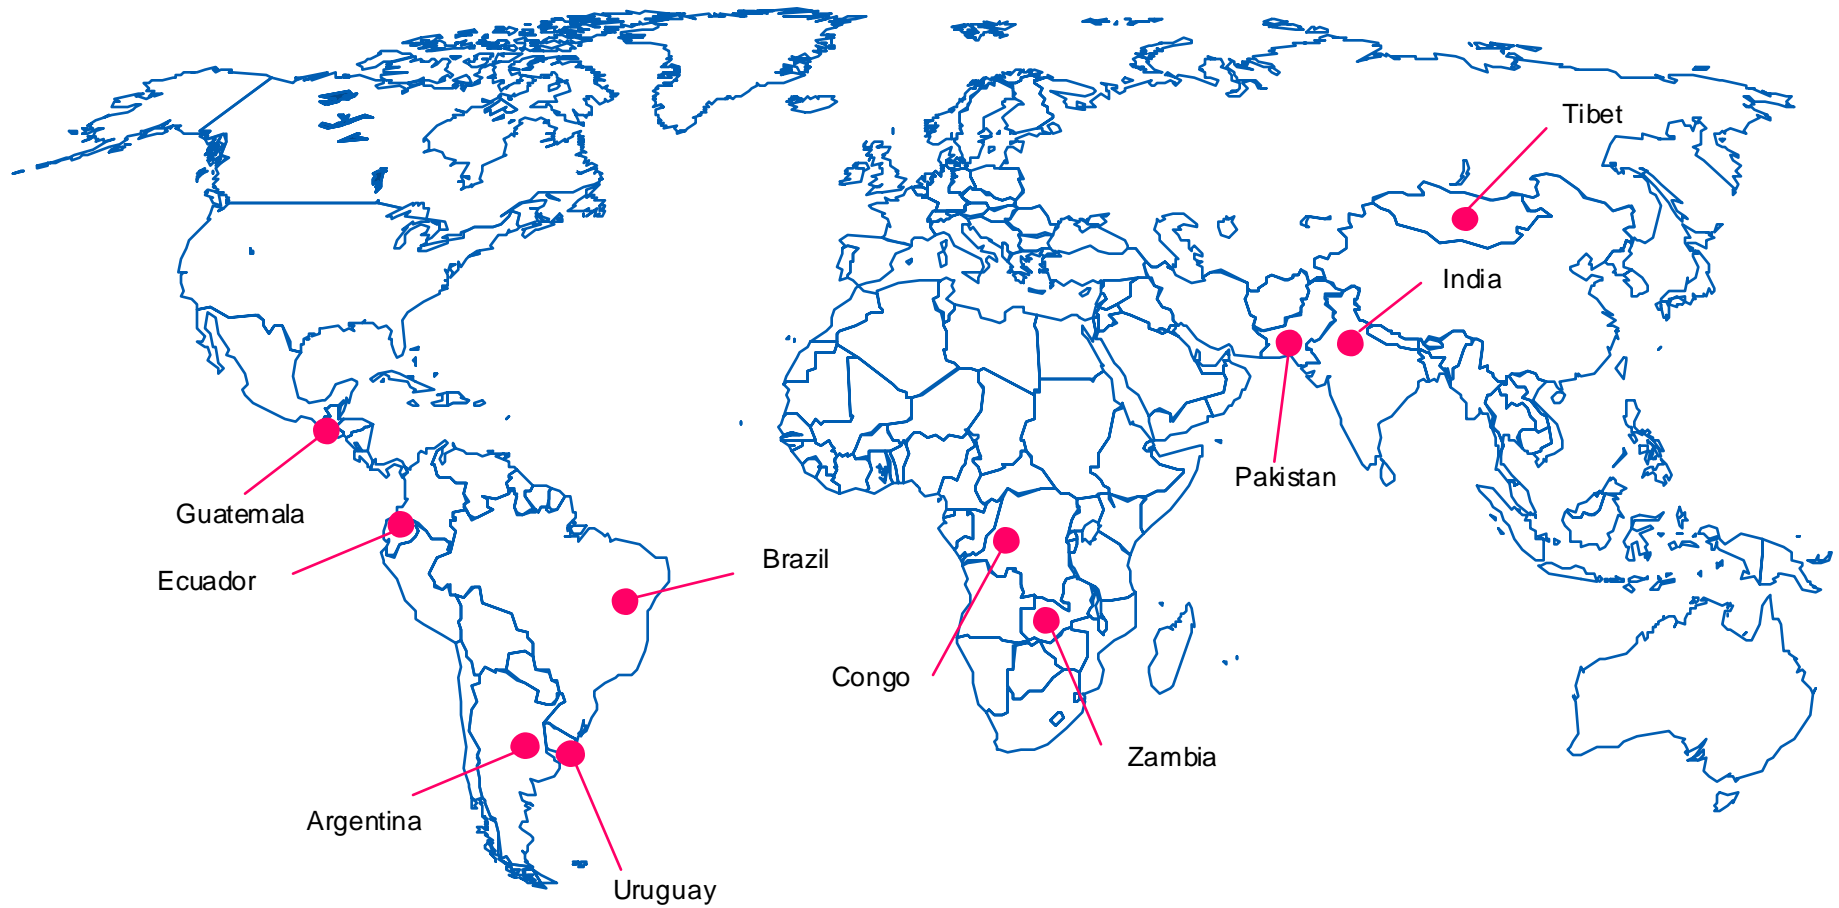 Tibet
India
Pakistan
Guatemala
Brazil
Ecuador
Congo
Zambia
Argentina
Uruguay